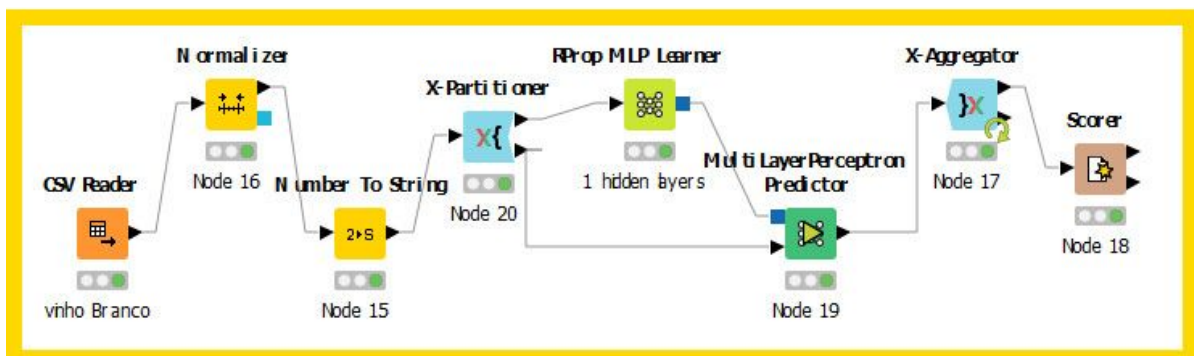 Normalizer
RProp MLP Learner
X-Aggregator
X-Partitioner
Scorer
CSV Reader
Node 16
Number To String
1 hidden layers
MultiLayerPerceptron
Predictor
Node 17
2▸S
X{
}X
Node 20
Node 18
vinho Branco
Node 15
Node 19